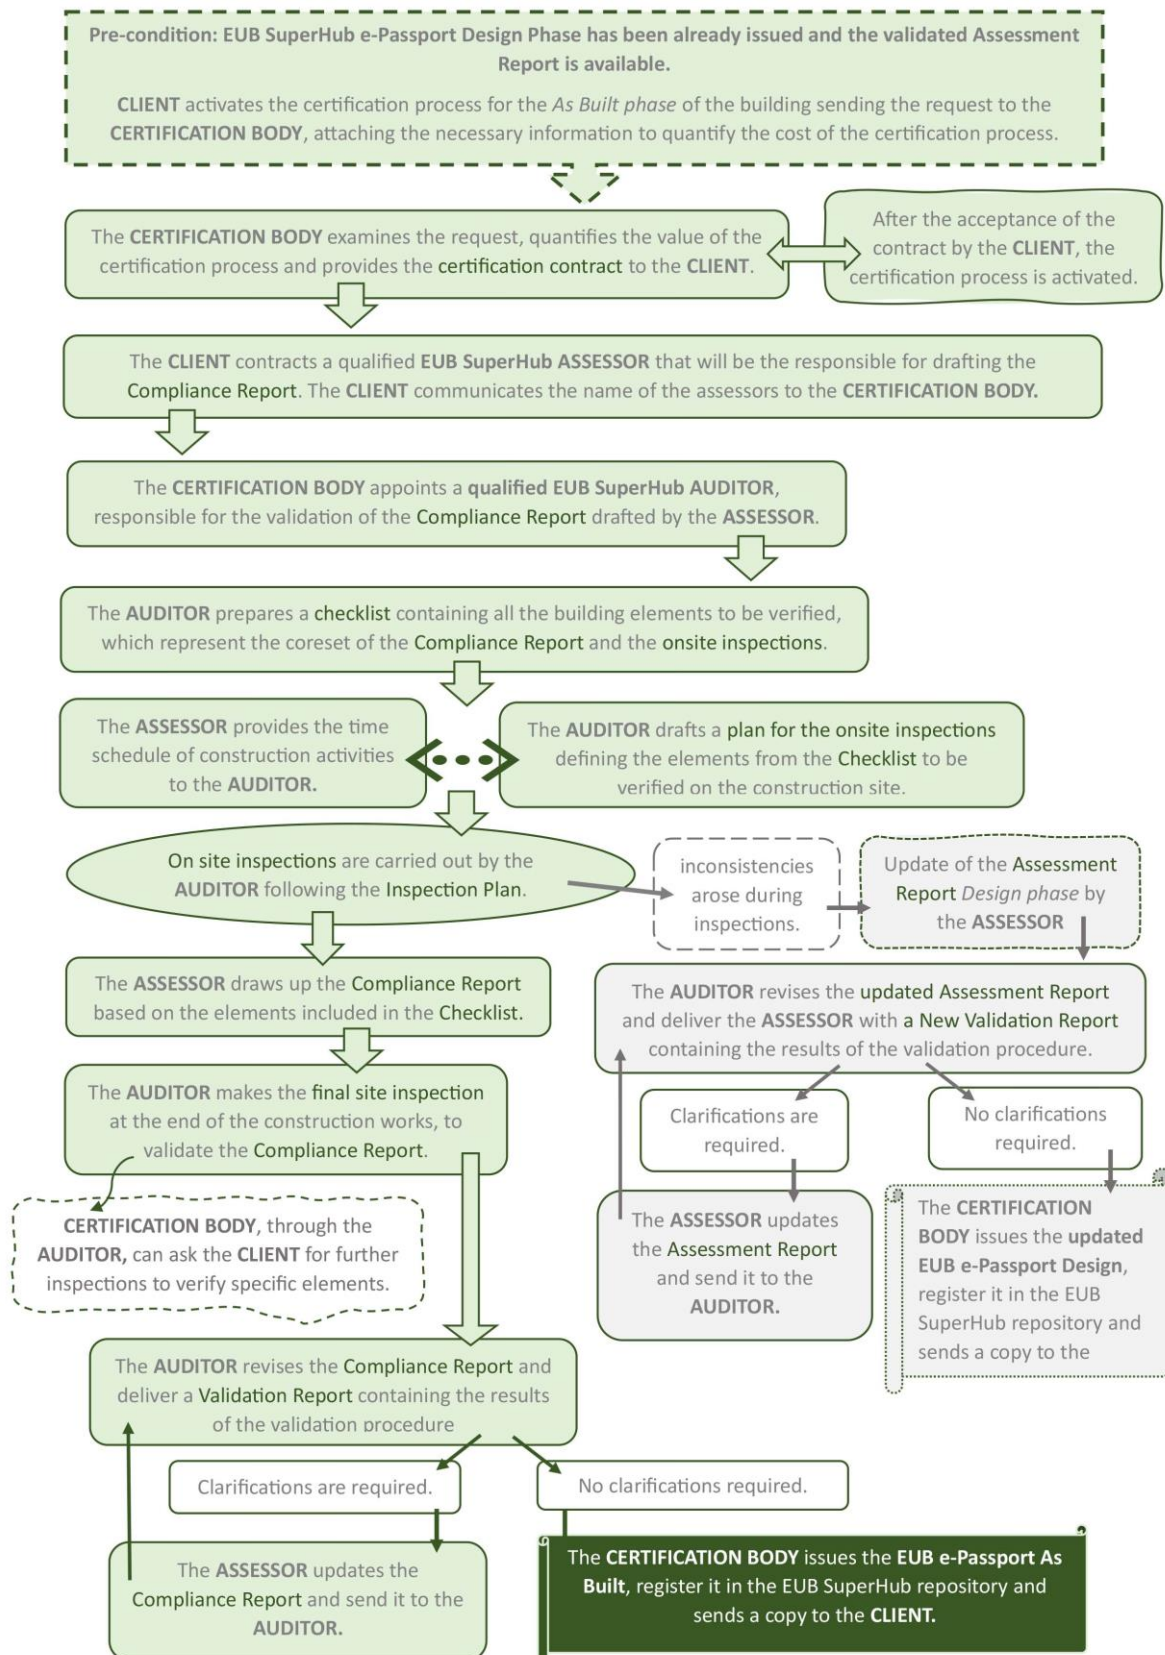 Pre-condition: EUB SuperHub e-Passport Design Phase has been already issued and the validated Assessment
Report is available.
CLIENT activates the certification process for the As Built phase of the building sending the request to the
CERTIFICATION BODY, attaching the necessary information to quantify the cost of the certification process.
The CERTIFICATION BODY examines the request, quantifies the value of the
certification process and provides the certification contract to the CLIENT.
After the acceptance of the
contract by the CLIENT, the
certification process is activated.
The CLIENT contracts a qualified EUB SuperHub ASSESSOR that will be the responsible for drafting the
Compliance Report. The CLIENT communicates the name of the assessors to the CERTIFICATION BODY.
The CERTIFICATION BODY appoints a qualified EUB SuperHub AUDITOR,
responsible for the validation of the Compliance Report drafted by the ASSESSOR.
The AUDITOR prepares a checklist containing all the building elements to be verified,
which represent the coreset of the Compliance Report and the onsite inspections.
The ASSESSOR provides the time
schedule of construction activities
to the AUDITOR.
The AUDITOR drafts a plan for the onsite inspections
defining the elements from the Checklist to be
verified on the construction site.
On site inspections are carried out by the
AUDITOR following the Inspection Plan.
inconsistencies
arose during
inspections.
Update of the Assessment
Report Design phase by
the ASSESSOR
The ASSESSOR draws up the Compliance Report
based on the elements included in the Checklist.
The AUDITOR revises the updated Assessment Report
and deliver the ASSESSOR with a New Validation Report
containing the results of the validation procedure.
The AUDITOR makes the final site inspection
at the end of the construction works, to
validate the Compliance Report.
Clarifications are
required.
No clarifications
required.
CERTIFICATION BODY, through the
AUDITOR, can ask the CLIENT for further
inspections to verify specific elements.
The ASSESSOR updates
the Assessment Report
and send it to the
AUDITOR.
The CERTIFICATION
BODY issues the updated
EUB e-Passport Design,
register it in the EUB
SuperHub repository and
sends a copy to the
The AUDITOR revises the Compliance Report and
deliver a Validation Report containing the results
of the validation procedure
Clarifications are required.
No clarifications required.
The ASSESSOR updates the
Compliance Report and send it to the
AUDITOR.
The CERTIFICATION BODY issues the EUB e-Passport As
Built, register it in the EUB SuperHub repository and
sends a copy to the CLIENT.